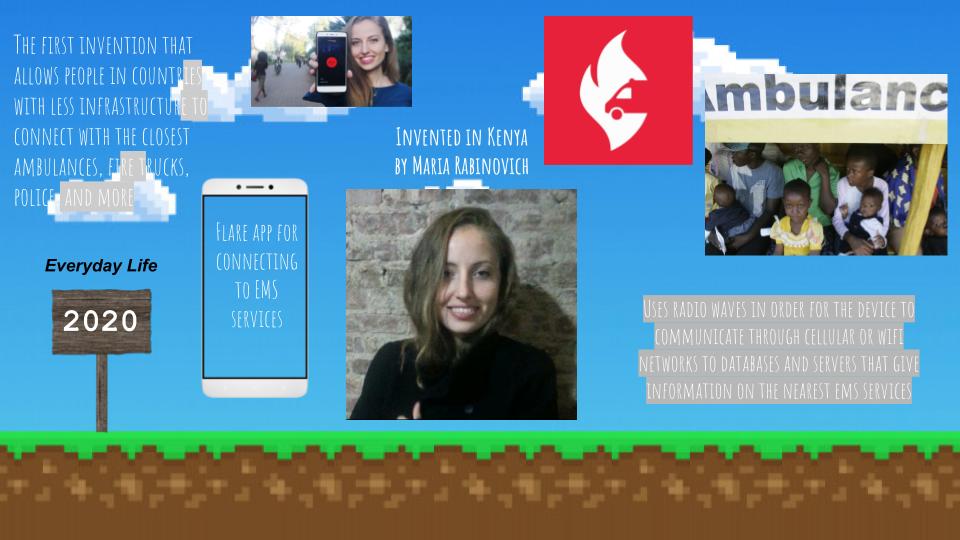 The first invention that
allows people in countries
with less infrastructure to
connect with the closest
ambulances, fire trucks,
police, and more
Invented in Kenya
by Maria Rabinovich
Ambulanc
Flare app for
connecting
to EMS
services
Everyday Life
2020
Uses radio waves in order for the device to
communicate through cellular or wifi
networks to databases and servers that give
information on the nearest ems services